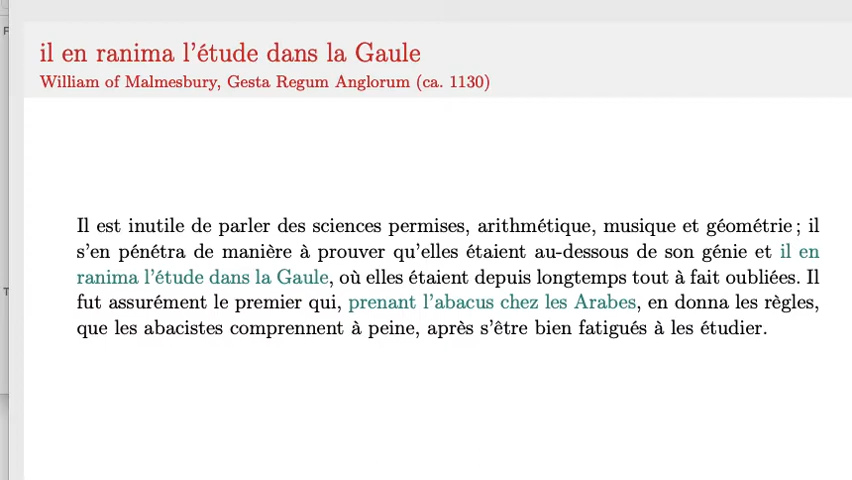 F
il en ranima l'étude dans la Gaule
William of Malmesbury, Gesta Regum Anglorum (ca. 1130)
Il est inutile de parler des sciences permises, arithmétique, musique et géométrie ; il
s'en pénétra de manière à prouver qu'elles étaient au-dessous de son génie et il en
ranima l'étude dans la Gaule, où elles étaient depuis longtemps tout à fait oubliées. Il
T
fut assurément le premier qui, prenant l'abacus chez les Arabes, en donna les règles,
que les abacistes comprennent à peine, après s'être bien fatigués à les étudier.